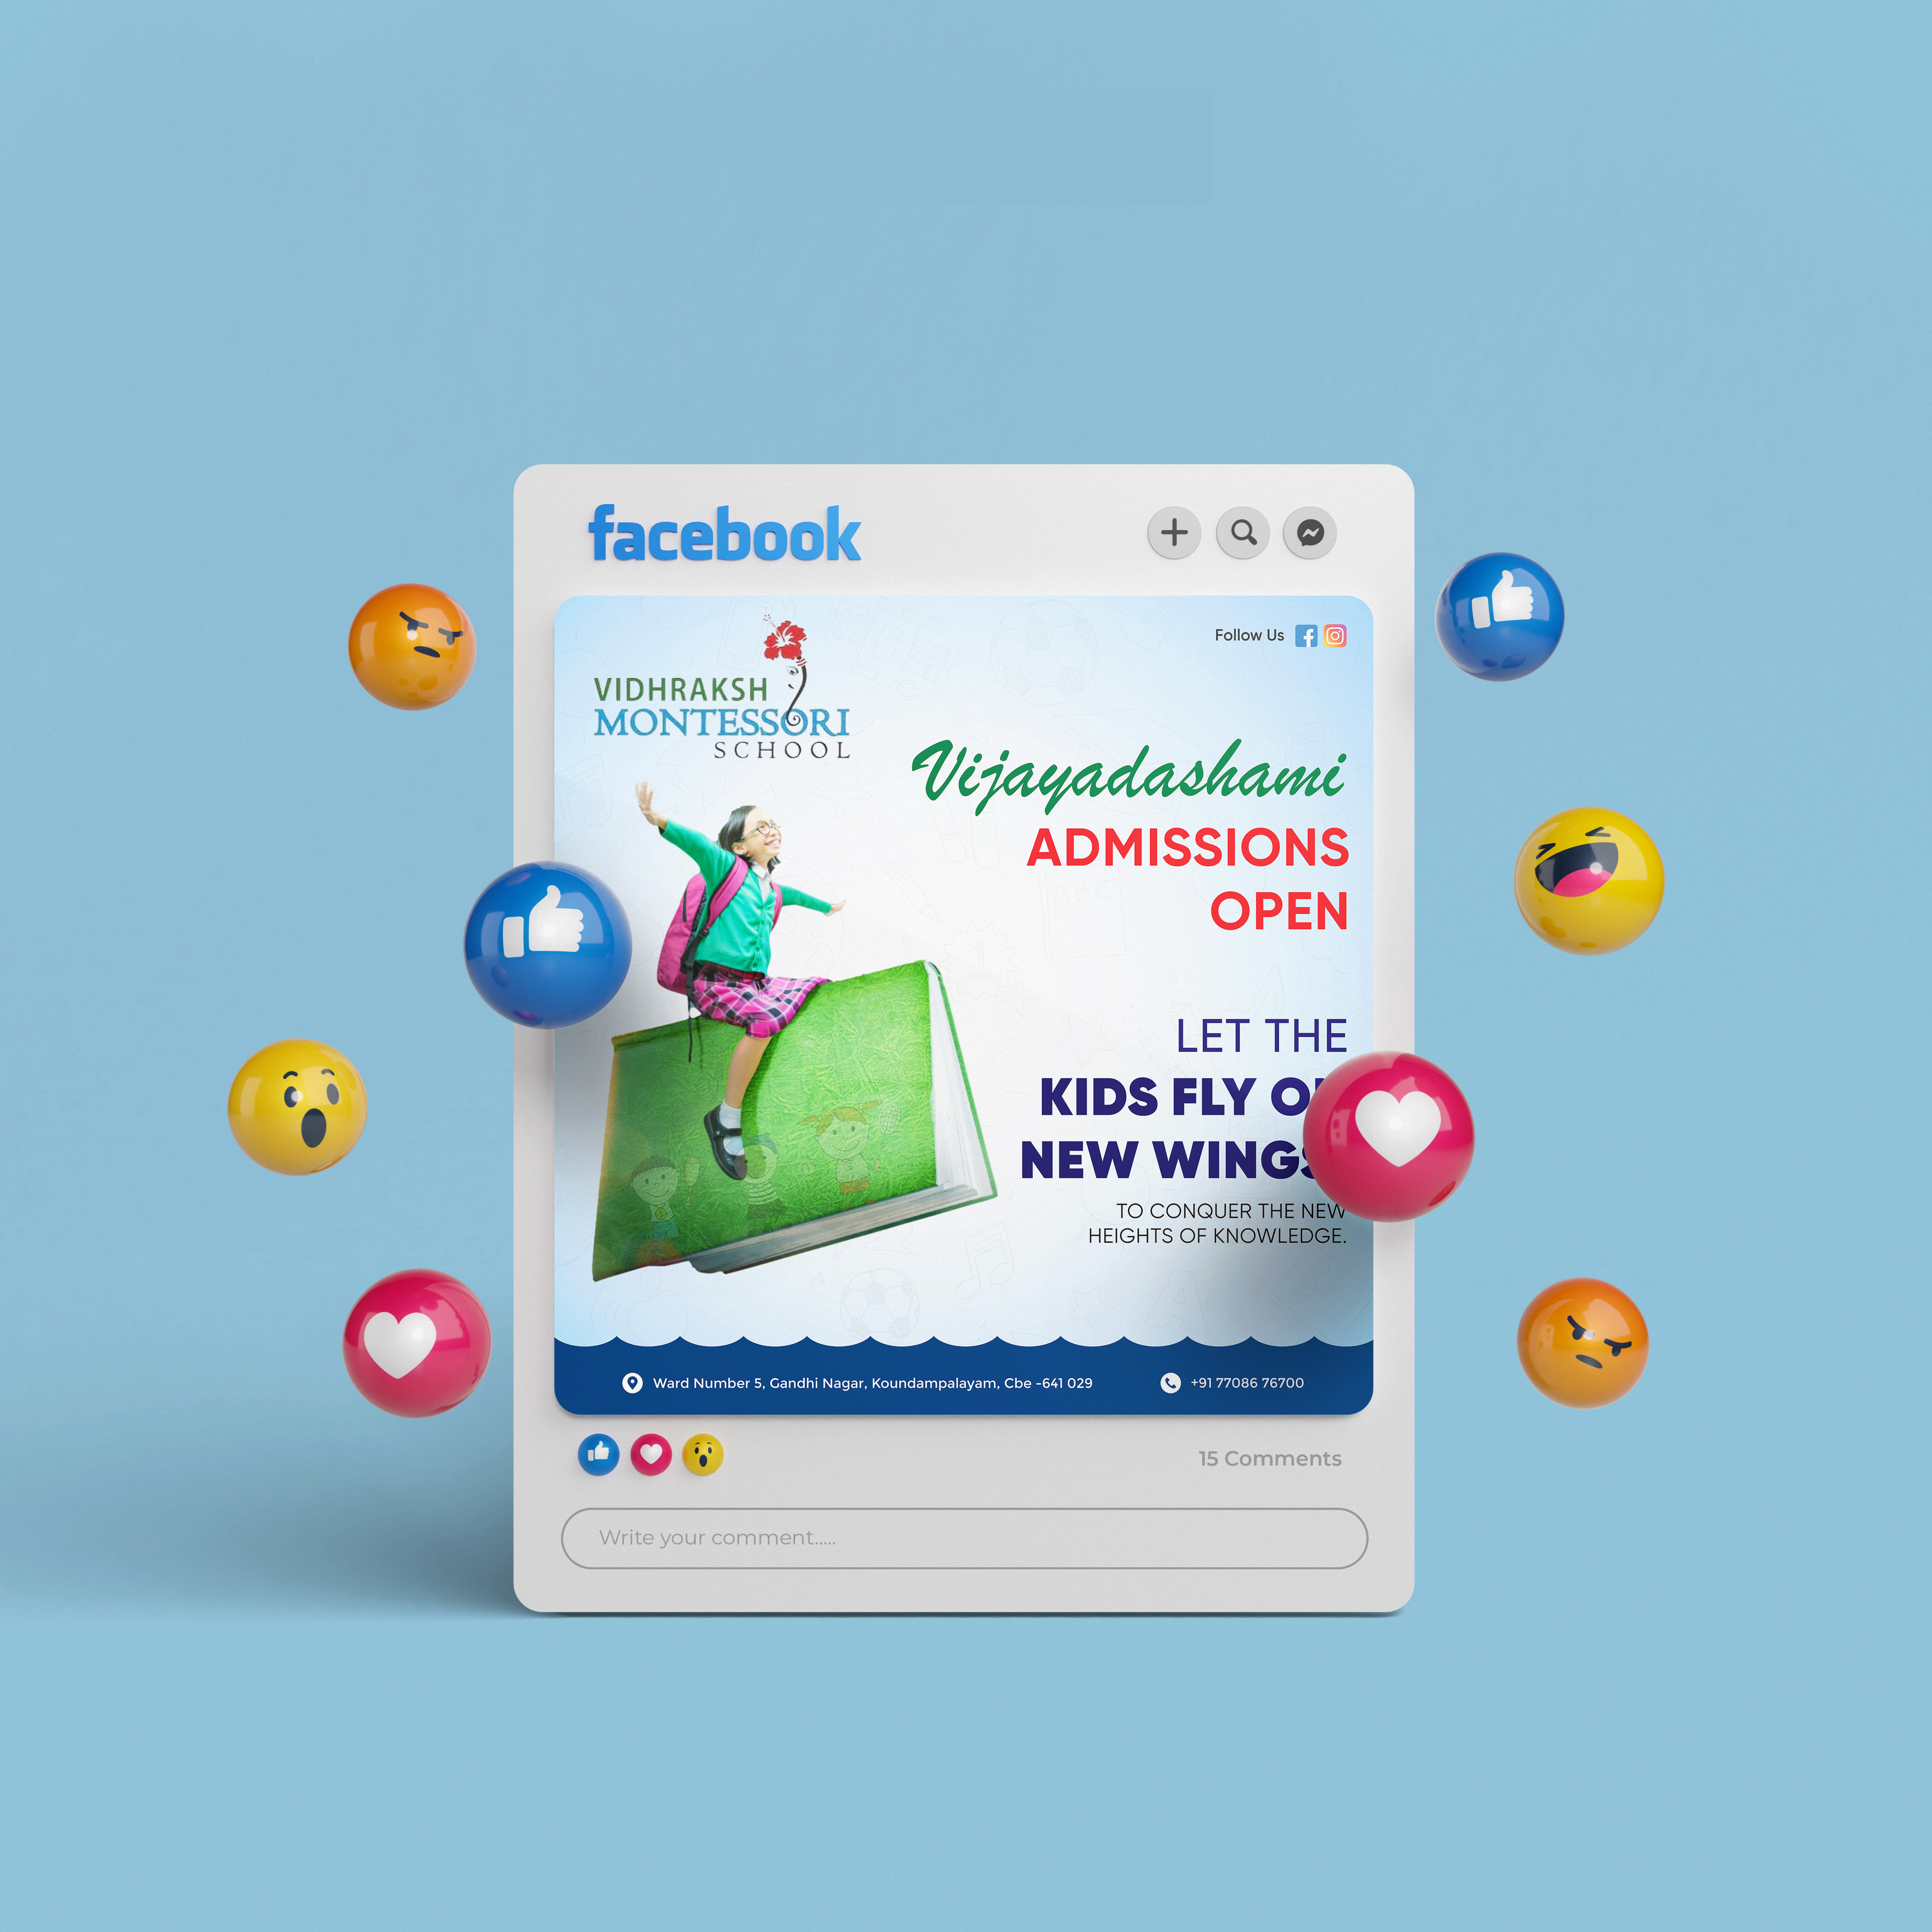 facebook
Follow Us
VIDHRAKSH
MONTESSORI
SCHOOL
Vijayadashami
ADMISSIONS
OPEN
LET THE
KIDS FLY
NEW WINGS
TO CONQUER THE NEW
HEIGHTS OF KNOWLEDGE.
Ward Number 5, Gandhi Nagar, Koundampalayam, Cbe -641 029
+91 77086 76700
15 Comments
Write your comment.....